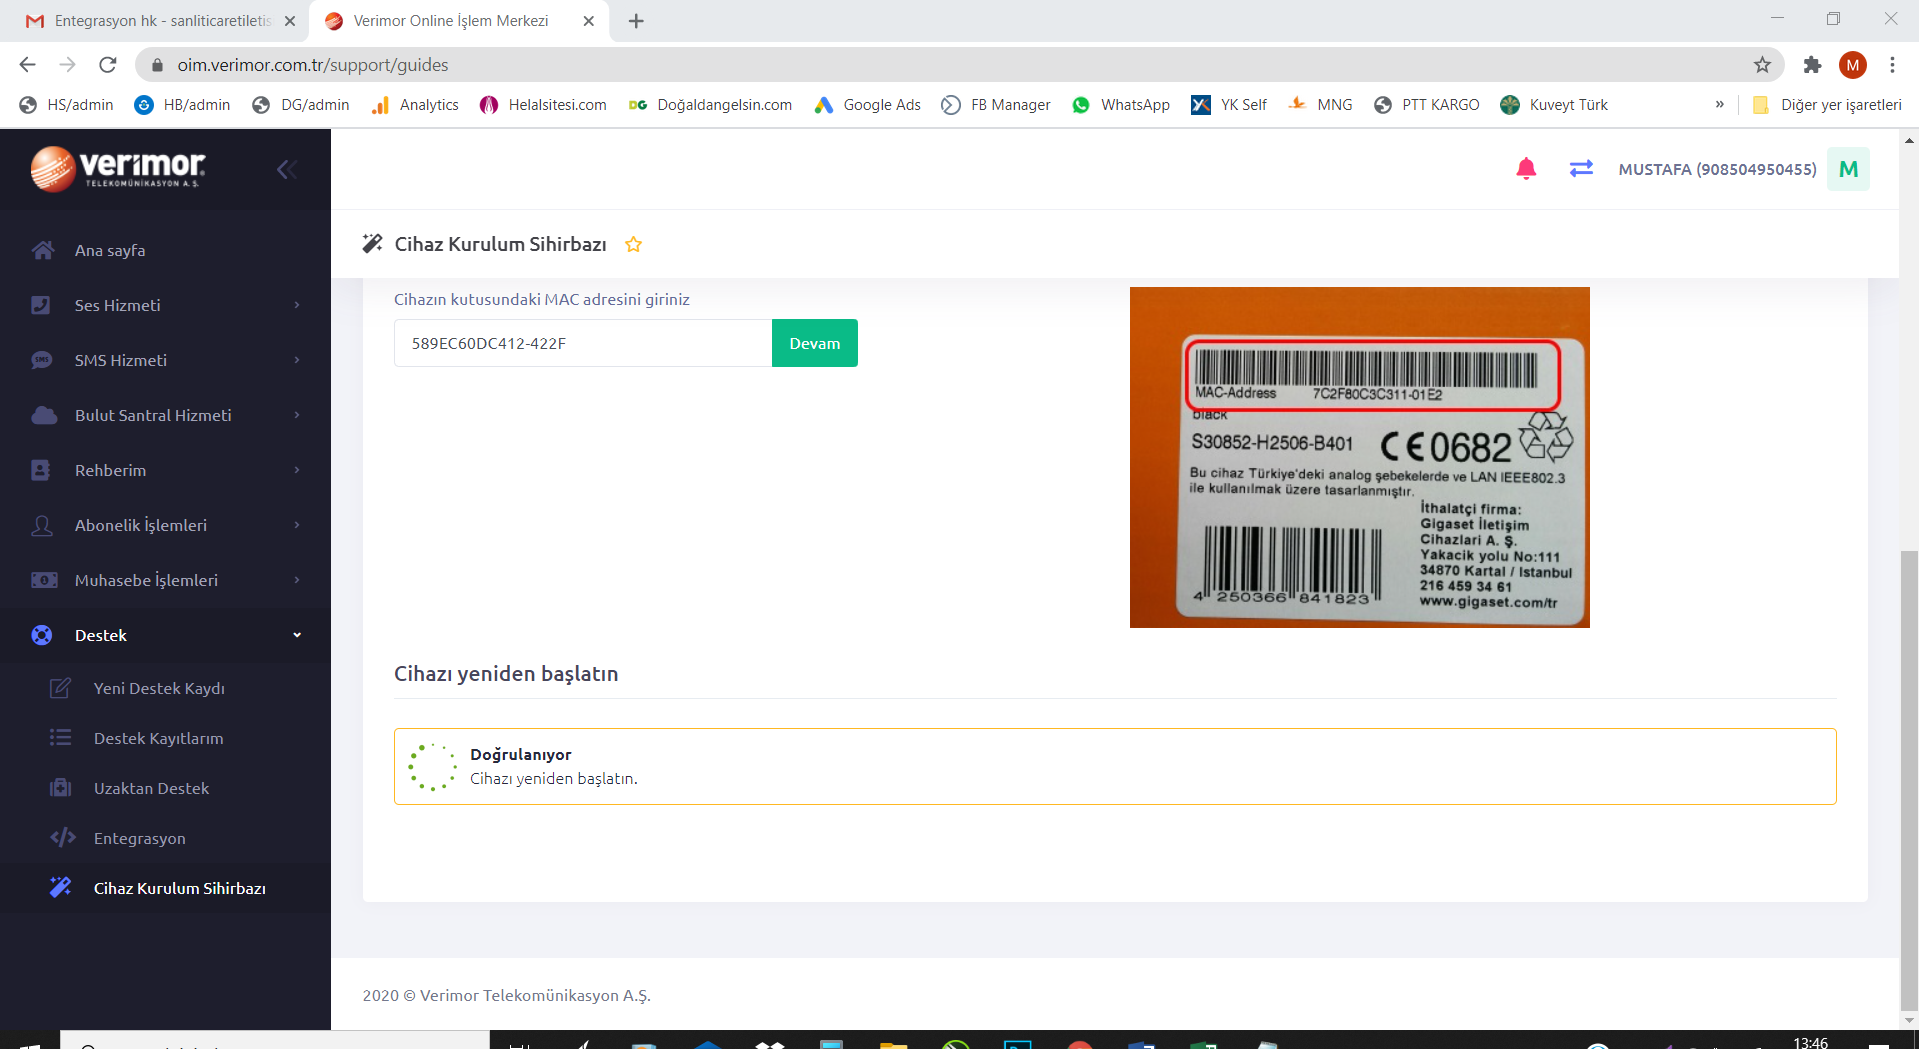 Entegrasyon hk - sanliticaretiletis
Verimor Online İşlem Merkezi
oim.verimor.com.tr/support/guides
M
HS/admin
HB/admin
DG/admin
Analytics
Helalsitesi.com
DG
Doğaldangelsin.com
Google Ads
FB Manager
WhatsApp
YK Self
MNG
PTT KARGO
Kuveyt Türk
»
Diğer yer işaretleri
verimor
TELEKOMÜNİKASYON A.Ş.
MUSTAFA (908504950455)
M
Ana sayfa
Ses Hizmeti
SMS Hizmeti
Bulut Santral Hizmeti
Rehberim
Abonelik İşlemleri
Muhasebe İşlemleri
Destek
Yeni Destek Kaydı
Destek Kayıtlarım
Uzaktan Destek
Entegrasyon
Cihaz Kurulum Sihirbazı
Cihaz Kurulum Sihirbazı
Cihazın kutusundaki MAC adresini giriniz
589EC60DC412-422F
Devam
MAC-Address 7C2F80C3C311-01E2
black
S30852-H2506-B401
CE0682
Bu cihaz Türkiye'deki analog şebekelerde ve LAN IEEE802.3
ile kullanılmak üzere tasarlanmıştır.
İthalatçi firma:
Gigaset İletişim
Cihazlari A. Ş.
Yakacik yolu No:111
34870 Kartal / Istanbul
216 459 34 61
www.gigaset.com/tr
4 250366 841823
Cihazı yeniden başlatın
Doğrulanıyor
Cihazı yeniden başlatın.
2020 © Verimor Telekomünikasyon A.Ş.
13:46